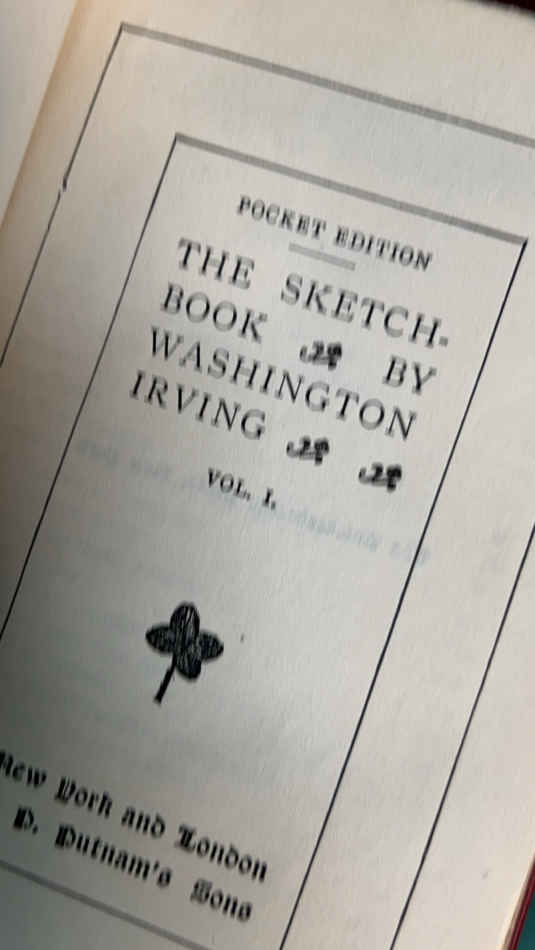 POCKET EDITION
THE SKETCH-
BOOK BY
WASHINGTON
IRVING
VOL. I.
New York and London
P. Putnam's Sons